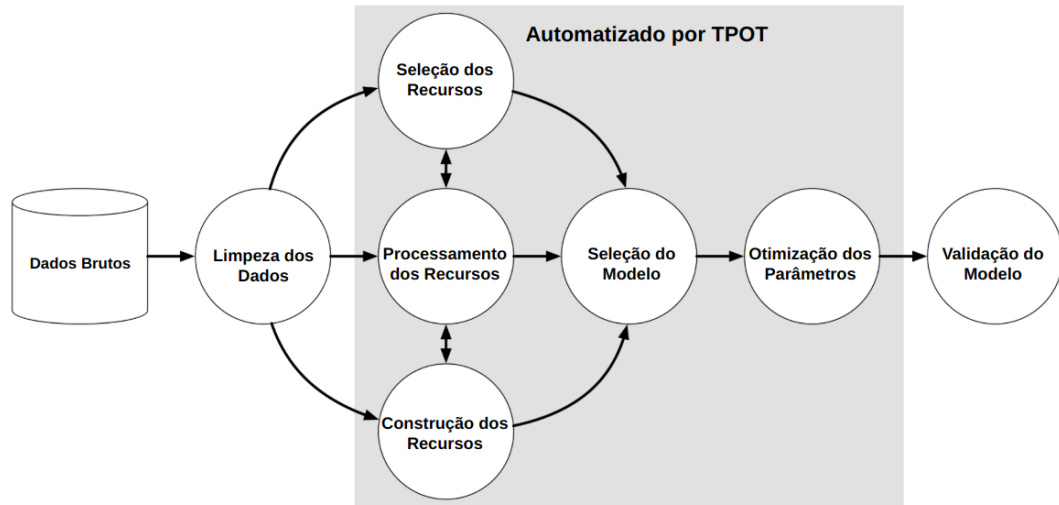 Automatizado por TPOT
Seleção dos
Recursos
Dados Brutos
Limpeza dos
Dados
Processamento
dos Recursos
Seleção do
Modelo
Otimização dos
Parâmetros
Validação do
Modelo
Construção dos
Recursos